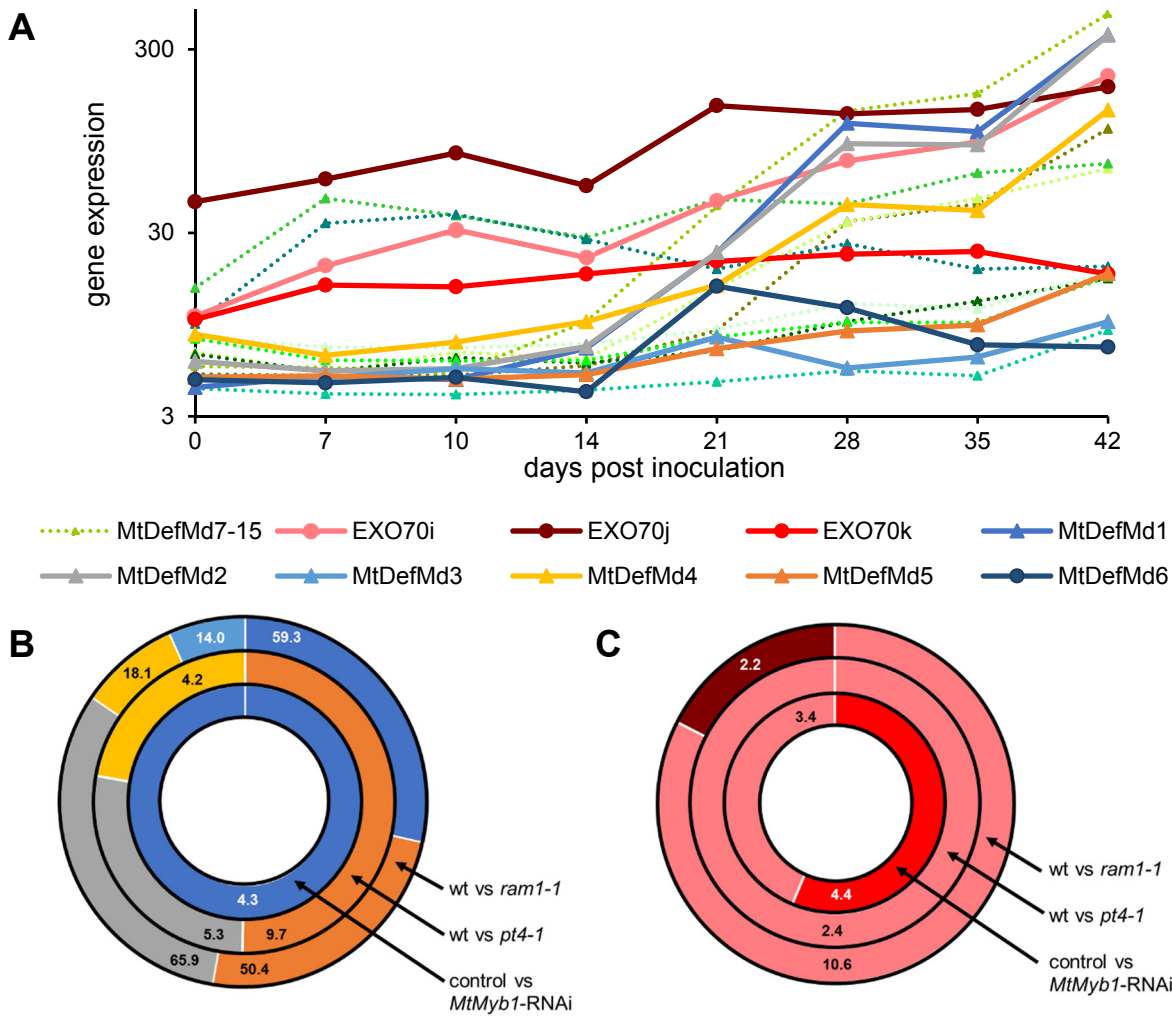 A
300
30
3
gene expression
0 7 10 14 21 28 35 42
days post inoculation
MtDefMd7-15 EXO70i EXO70j EXO70k MtDefMd1
MtDefMd2 MtDefMd3 MtDefMd4 MtDefMd5 MtDefMd6
B
14.0
59.3
18.1
4.2
4.3
5.3
9.7
65.9
50.4
wt vs ram1-1
wt vs pt4-1
control vs
MtMyb1-RNAi
C
2.2
3.4
4.4
2.4
10.6
wt vs ram1-1
wt vs pt4-1
control vs
MtMyb1-RNAi